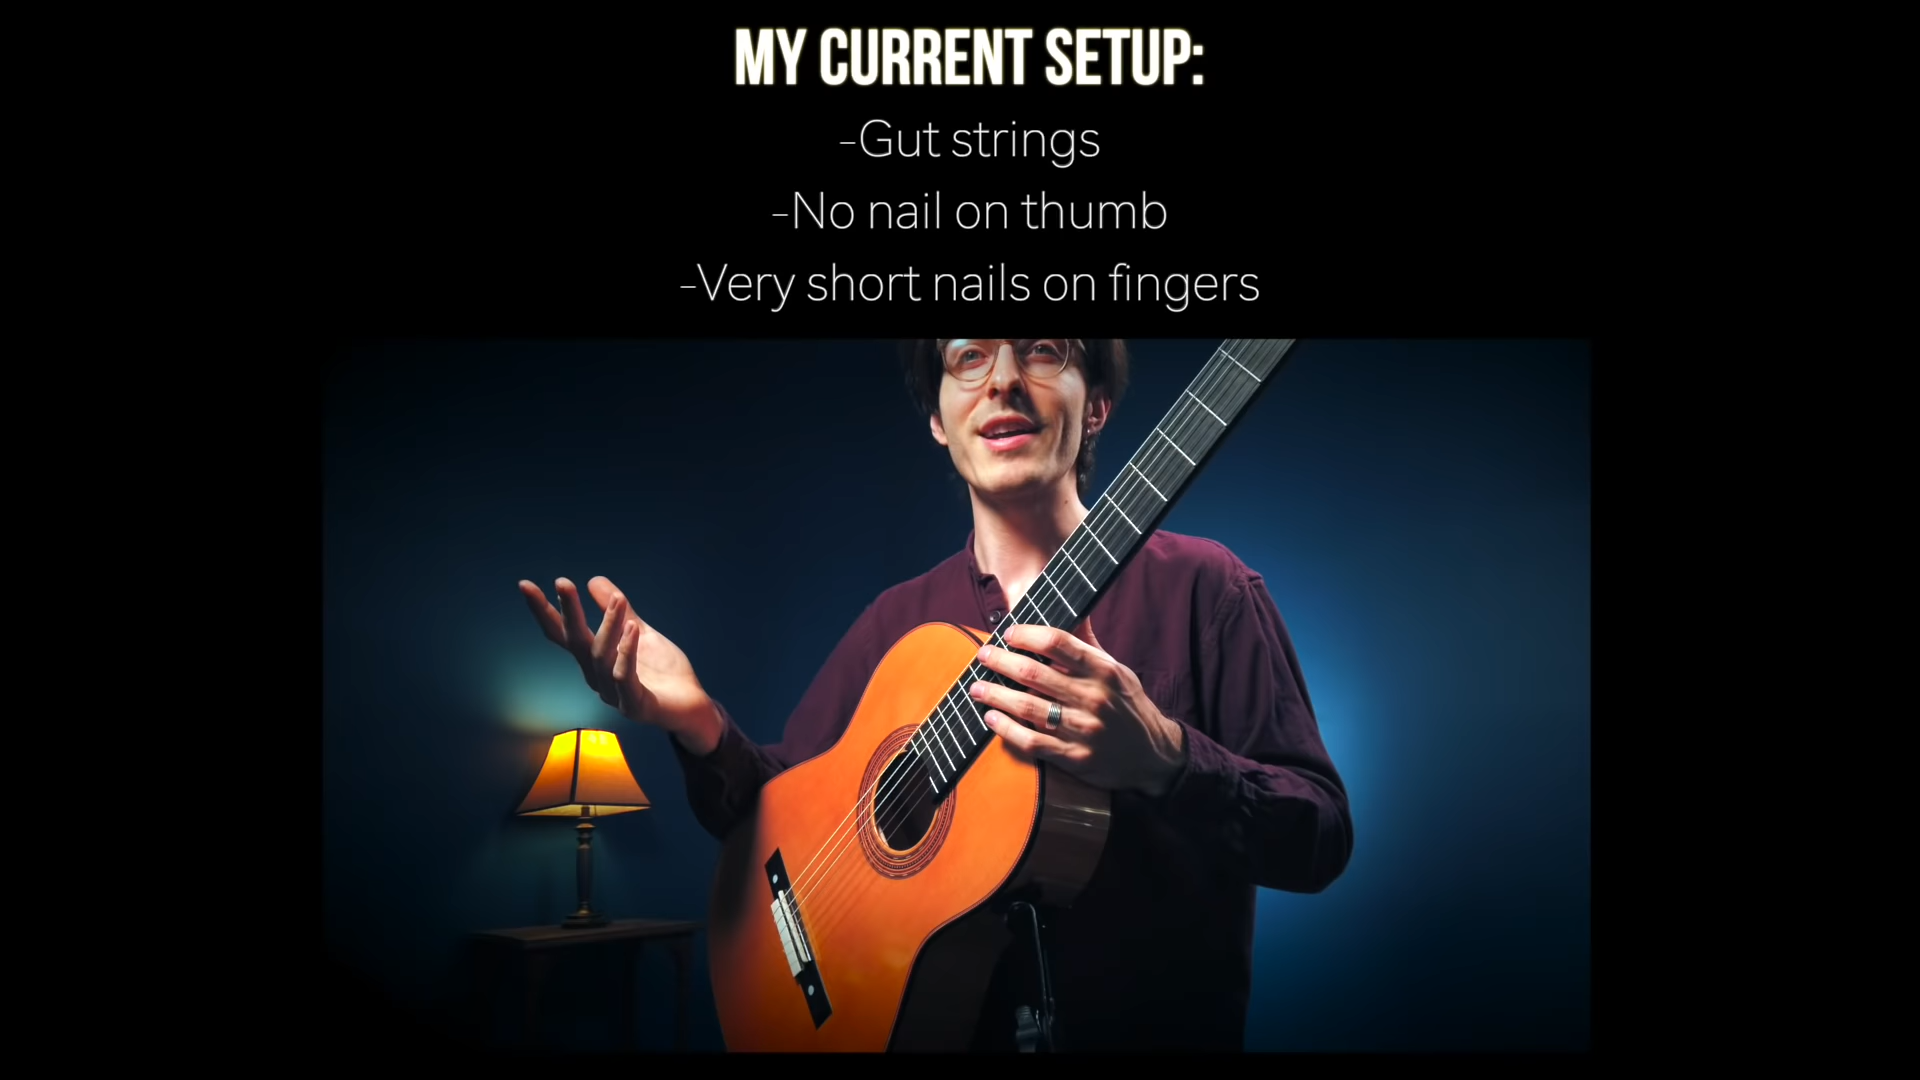 MY CURRENT SETUP:
-Gut strings
-No nail on thumb
-Very short nails on fingers